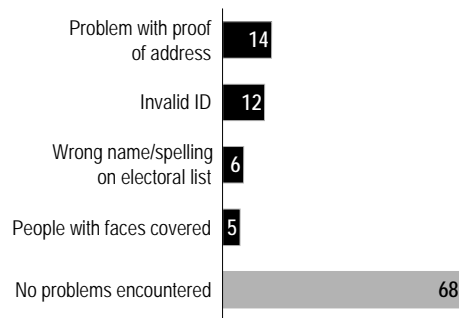 Problem with proof
of address
14
Invalid ID
12
Wrong name/spelling
on electoral list
6
People with faces covered
5
No problems encountered
68